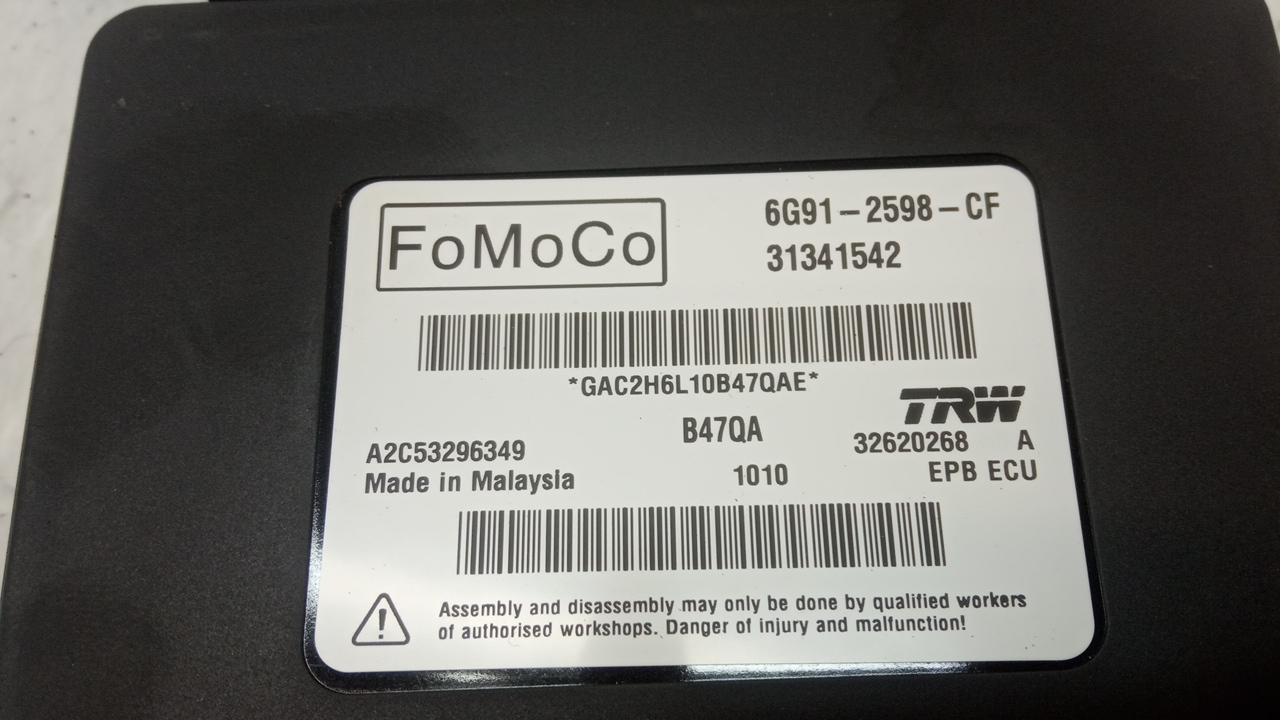 FoMoCo
6G91-2598-CF
31341542
*GAC2H6L10B47QAE*
TRW
B47QA
32620268 A
A2C53296349
EPB ECU
1010
Made in Malaysia
Assembly and disassembly may only be done by qualified workers
of authorised workshops. Danger of injury and malfunction!